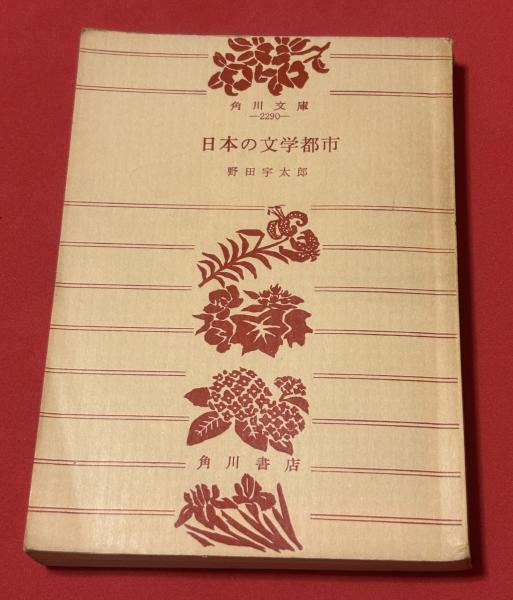 角川文庫
—2290—
日本の文学都市
野田宇太郎
角川書店